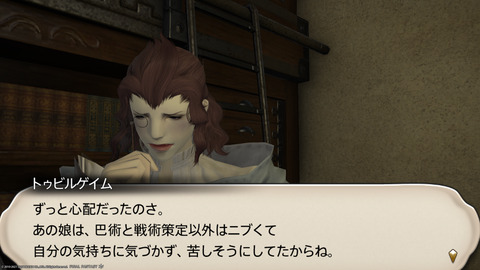 トゥビルゲイム
ずっと心配だったのさ。
あの娘は、巴術と戦術策定以外はニブくて
自分の気持ちに気づかず、苦しそうにしてたからね。